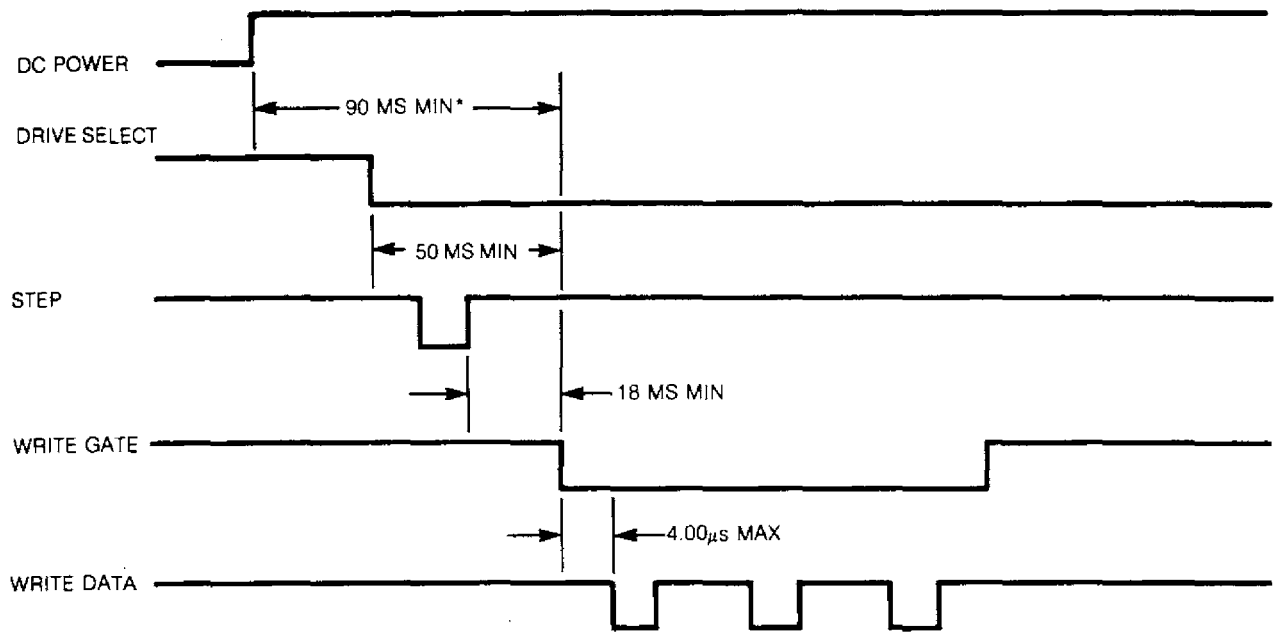 DC POWER
90 MS MIN*
DRIVE SELECT
50 MS MIN
STEP
18 MS MIN
WRITE GATE
4.00µs MAX
WRITE DATA